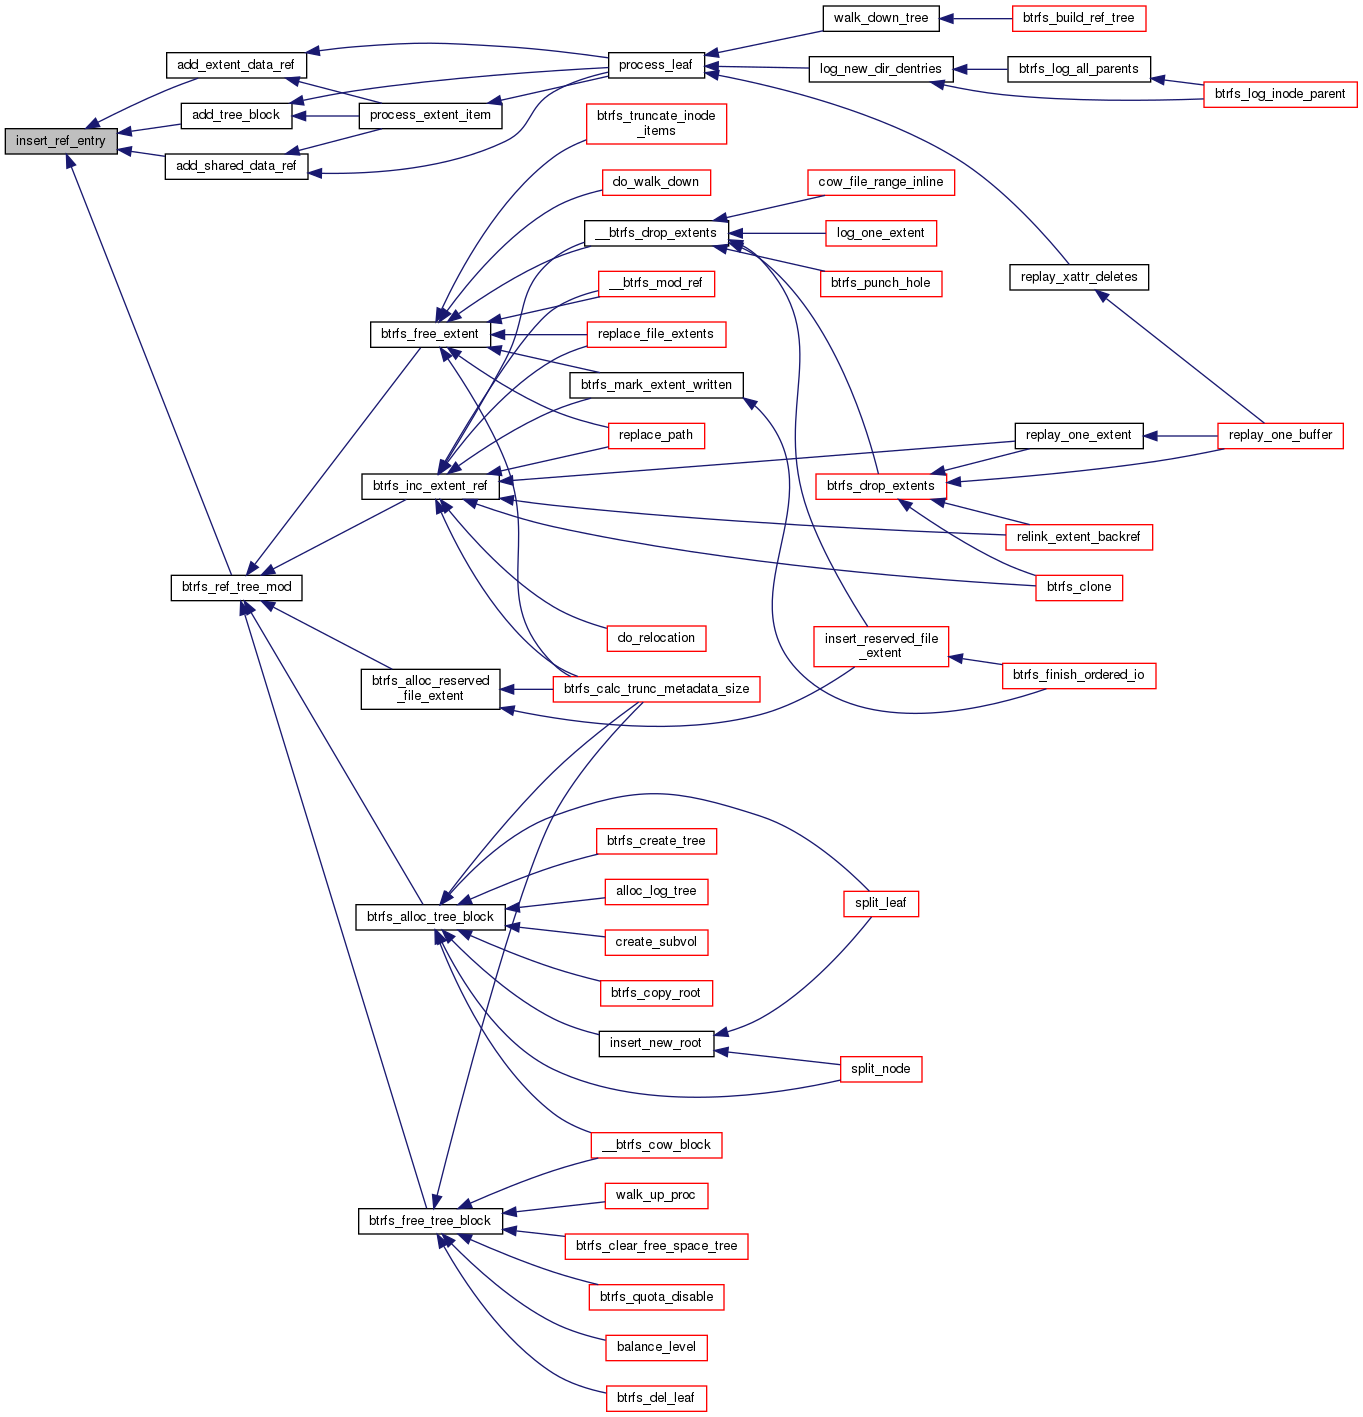 walk_down_tree
btrfs_build_ref_tree
add_extent_data_ref
process_leaf
log_new_dir_dentries
btrfs_log_all_parents
btrfs_log_inode_parent
add_tree_block
process_extent_item
insert_ref_entry
add_shared_data_ref
btrfs_truncate_inode
_items
do_walk_down
cow_file_range_inline
__btrfs_drop_extents
log_one_extent
replay_xattr_deletes
__btrfs_mod_ref
btrfs_punch_hole
btrfs_free_extent
replace_file_extents
btrfs_mark_extent_written
replace_path
replay_one_extent
replay_one_buffer
btrfs_inc_extent_ref
btrfs_drop_extents
relink_extent_backref
btrfs_ref_tree_mod
btrfs_clone
do_relocation
insert_reserved_file
_extent
btrfs_finish_ordered_io
btrfs_alloc_reserved
_file_extent
btrfs_calc_trunc_metadata_size
btrfs_create_tree
alloc_log_tree
split_leaf
btrfs_alloc_tree_block
create_subvol
btrfs_copy_root
insert_new_root
split_node
__btrfs_cow_block
walk_up_proc
btrfs_free_tree_block
btrfs_clear_free_space_tree
btrfs_quota_disable
balance_level
btrfs_del_leaf